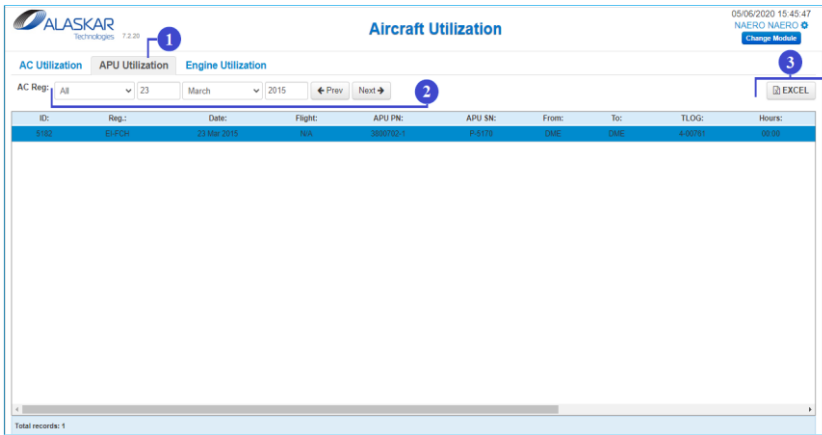 ALASKAR
Technologies 7.2.20
Aircraft Utilization
05/06/2020 15:45:47
NAERO NAERO
Change Module
1
AC Utilization APU Utilization Engine Utilization
3
AC Reg: All 23 March 2015 Prev Next
2
EXCEL
ID: Reg.: Date: Flight: APU PN: APU SN: From: To: TLOG: Hours:
5182 EI-FCH 23 Mar 2015 N/A 3800702-1 P-5170 DME DME 4-00761 00:00
Total records: 1